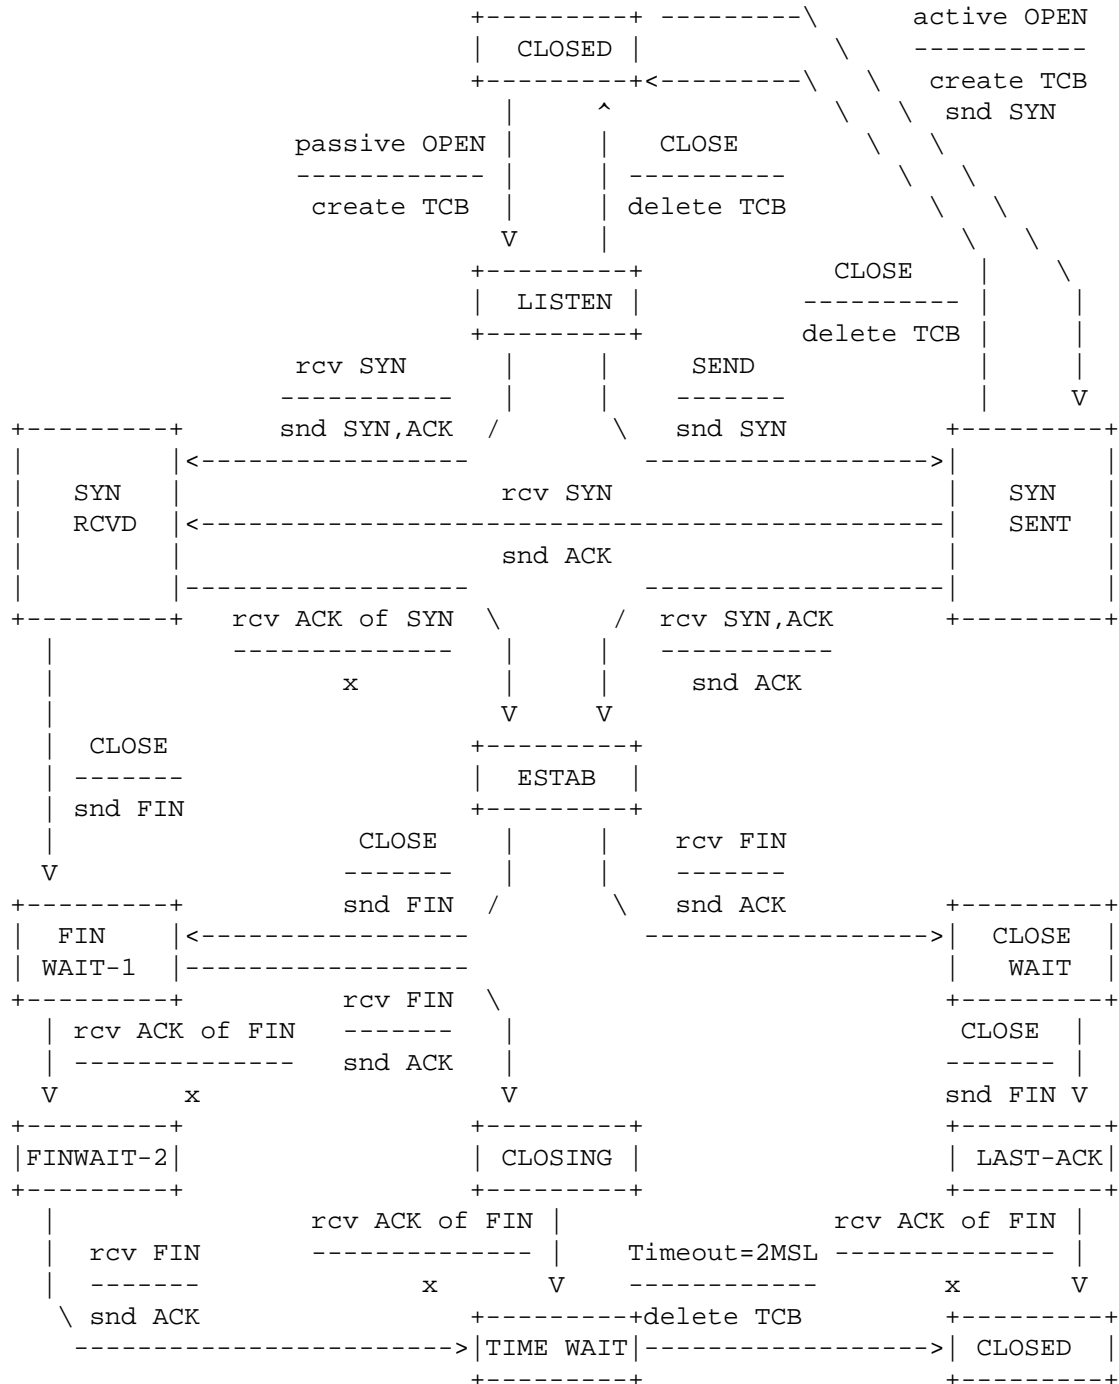 active OPEN
CLOSED
create TCB
snd SYN
passive OPEN CLOSE
create TCB delete TCB
CLOSE
LISTEN
delete TCB
rcv SYN SEND
snd SYN,ACK snd SYN
SYN rcv SYN SYN
RCVD SENT
snd ACK
rcv ACK of SYN rcv SYN,ACK
x snd ACK
CLOSE
ESTAB
snd FIN
CLOSE rcv FIN
snd FIN snd ACK
FIN CLOSE
WAIT-1 WAIT
rcv FIN
rcv ACK of FIN CLOSE
snd ACK
x snd FIN
FINWAIT-2 CLOSING LAST-ACK
rcv ACK of FIN rcv ACK of FIN
rcv FIN Timeout=2MSL
x x
snd ACK delete TCB
TIME WAIT CLOSED